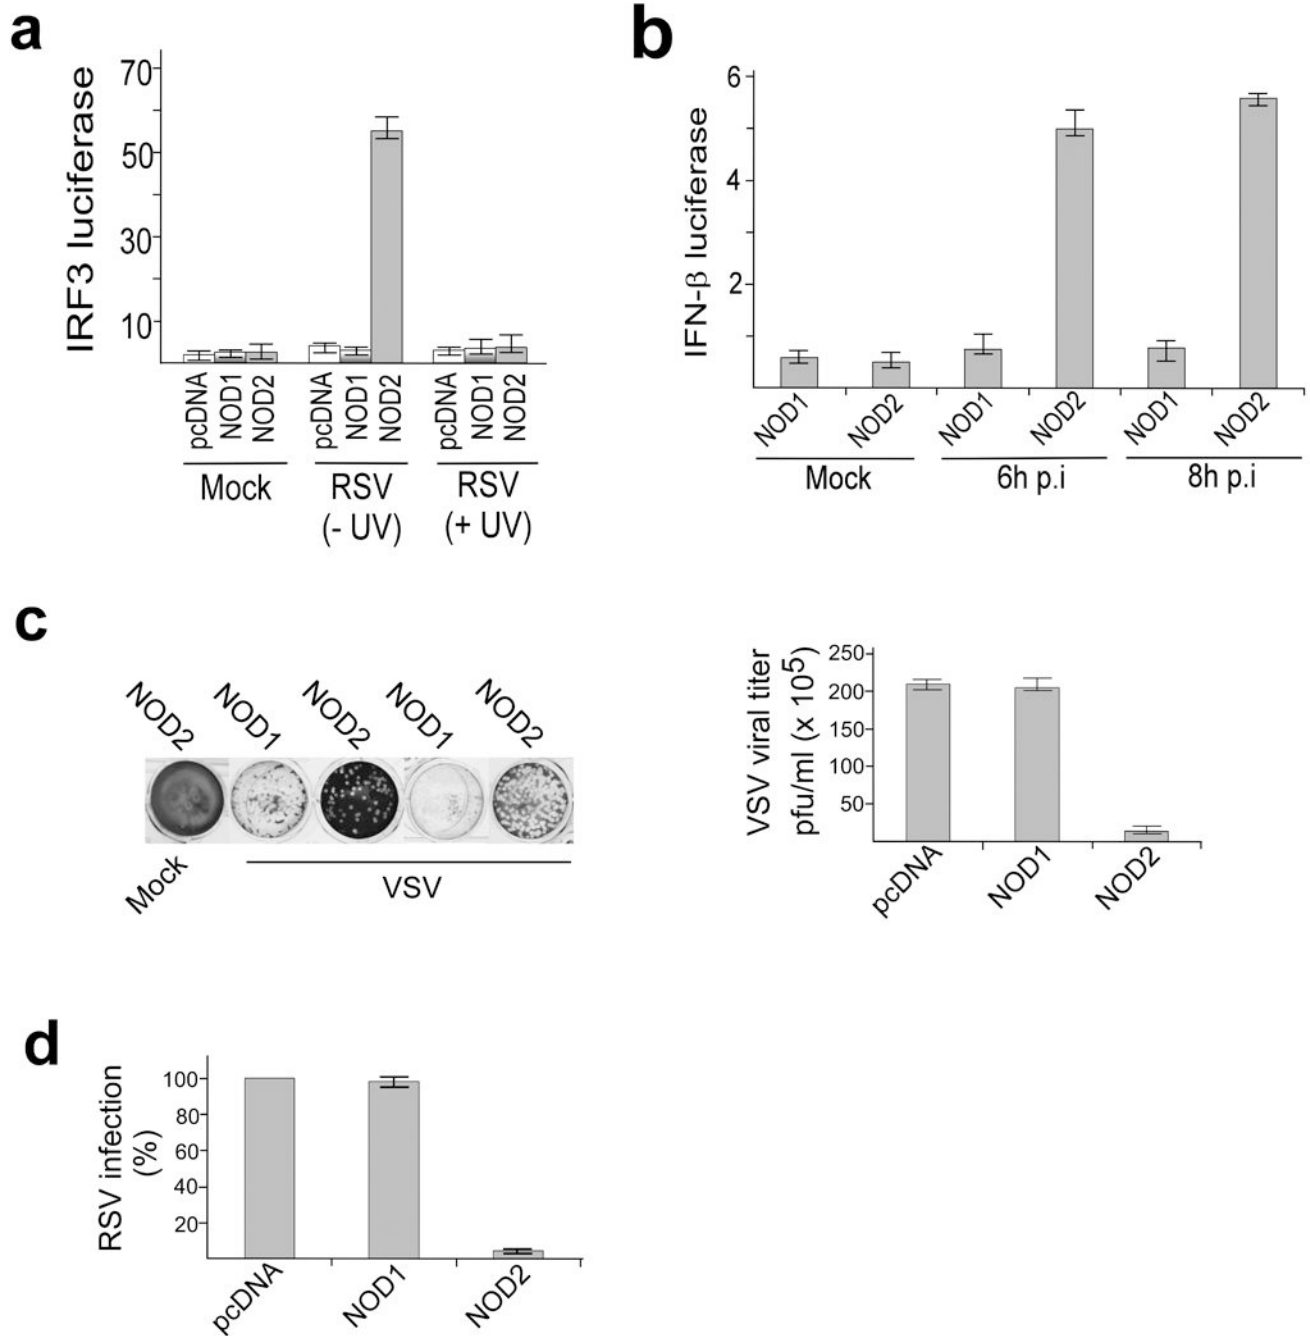 a
IRF3 luciferase
70
50
30
10
pcDNA
NOD1
NOD2
pcDNA
NOD1
NOD2
pcDNA
NOD1
NOD2
Mock
RSV
(- UV)
RSV
(+ UV)
b
IFN-β luciferase
6
4
2
NOD1
NOD2
NOD1
NOD2
NOD1
NOD2
Mock
6h p.i
8h p.i
c
NOD2
NOD1
NOD2
NOD1
NOD2
Mock
VSV
VSV viral titer
pfu/ml (x 10⁵)
250
200
150
100
50
pcDNA
NOD1
NOD2
d
RSV infection
(%)
100
80
60
40
20
pcDNA
NOD1
NOD2